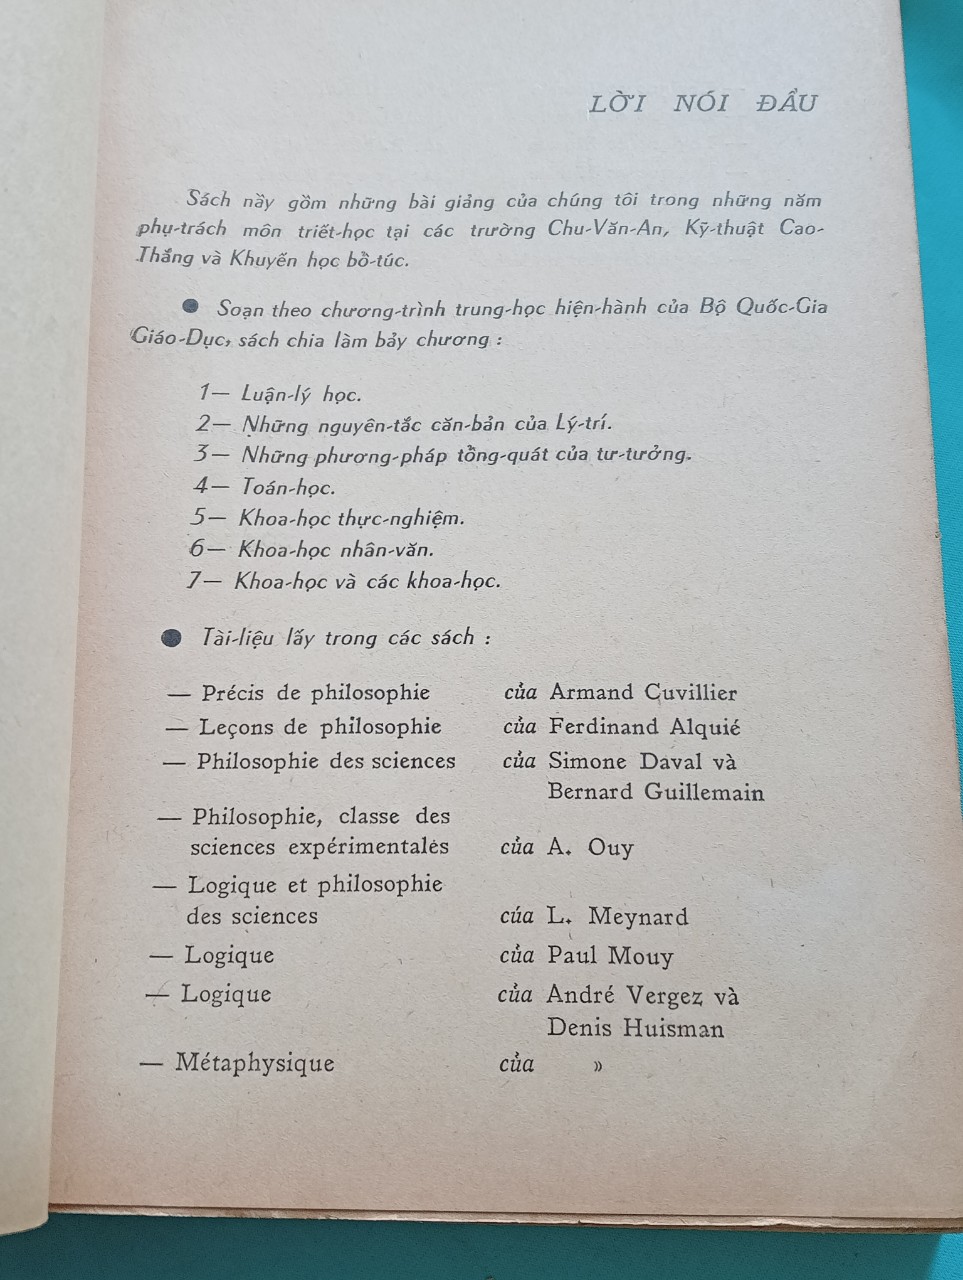 LỜI NÓI ĐẦU
Sách nầy gồm những bài giảng của chúng tôi trong những năm
phụ-trách môn triết-học tại các trường Chu-Văn-An, Kỹ-thuật Cao-
Thắng và Khuyến học bổ-túc.
● Soạn theo chương-trình trung-học hiện-hành của Bộ Quốc-Gia
Giáo-Dục, sách chia làm bảy chương :
1— Luận-lý học.
2— Những nguyên-tắc căn-bản của Lý-trí.
3— Những phương-pháp tổng-quát của tư-tưởng.
4— Toán-học.
5— Khoa-học thực-nghiệm.
6— Khoa-học nhân-văn.
7— Khoa-học và các khoa-học.
● Tài-liệu lấy trong các sách :
— Précis de philosophie của Armand Cuvillier
— Leçons de philosophie của Ferdinand Alquié
— Philosophie des sciences của Simone Daval và
Bernard Guillemain
— Philosophie, classe des
sciences expérimentales của A. Ouy
— Logique et philosophie
des sciences cúa L. Meynard
— Logique của Paul Mouy
— Logique của André Vergez và
Denis Huisman
— Métaphysique của »